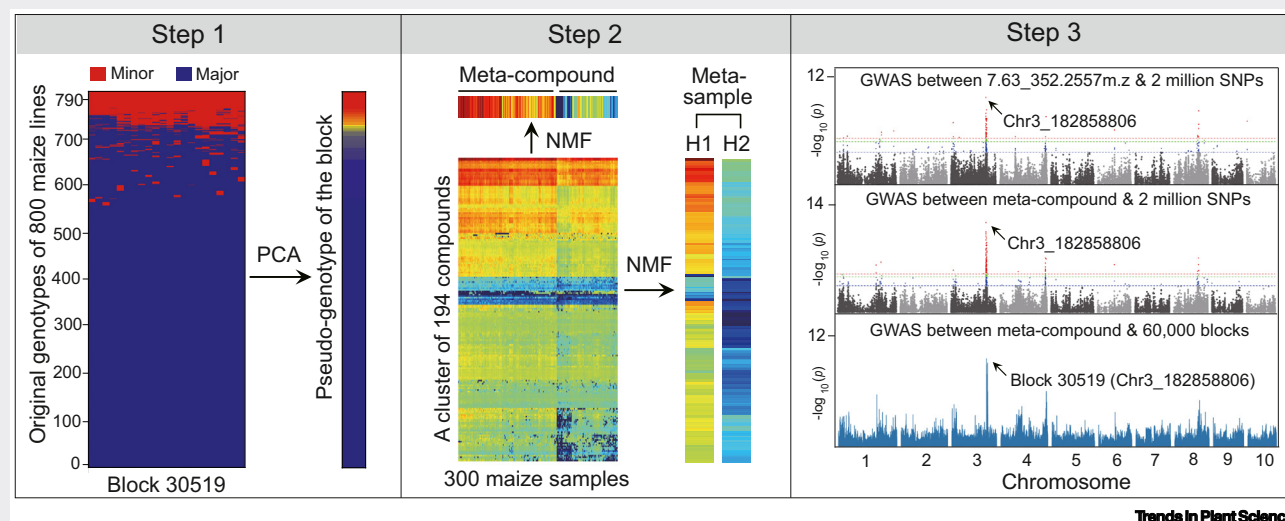 Step 1
Step 2
Step 3
Minor
Major
Original genotypes of 800 maize lines
790
700
600
500
400
300
200
100
0
Block 30519
PCA
Pseudo-genotype of the block
Meta-compound
NMF
A cluster of 194 compounds
300 maize samples
NMF
Meta-
sample
H1 H2
12
-log10 (p)
GWAS between 7.63_352.2557m.z & 2 million SNPs
Chr3_182858806
14
-log10 (p)
GWAS between meta-compound & 2 million SNPs
Chr3_182858806
12
-log10 (p)
GWAS between meta-compound & 60,000 blocks
Block 30519 (Chr3_182858806)
1 2 3 4 5 6 7 8 9 10
Chromosome
Trends in Plant Science